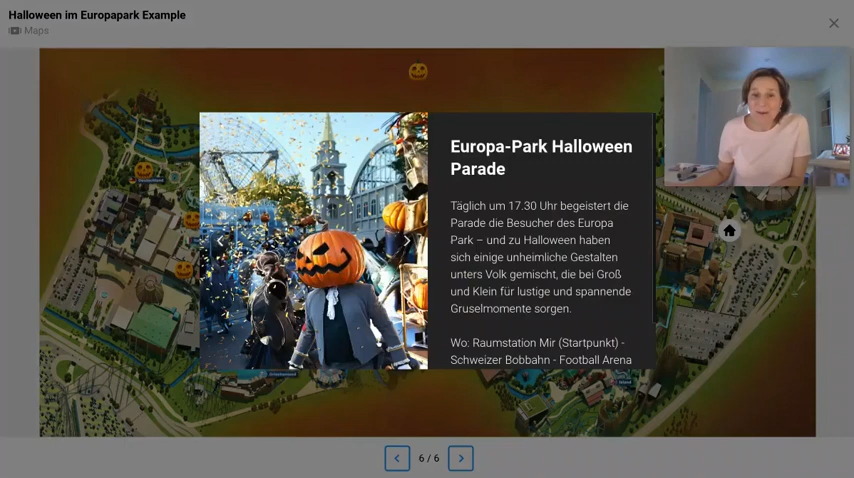 Halloween im Europapark Example
Maps
Europa-Park Halloween
Parade
Täglich um 17.30 Uhr begeistert die
Parade die Besucher des Europa
Park – und zu Halloween haben
sich einige unheimliche Gestalten
unters Volk gemischt, die bei Groß
und Klein für lustige und spannende
Gruselmomente sorgen.
Wo: Raumstation Mir (Startpunkt) -
Schweizer Bobbahn - Football Arena
Island
6 / 6